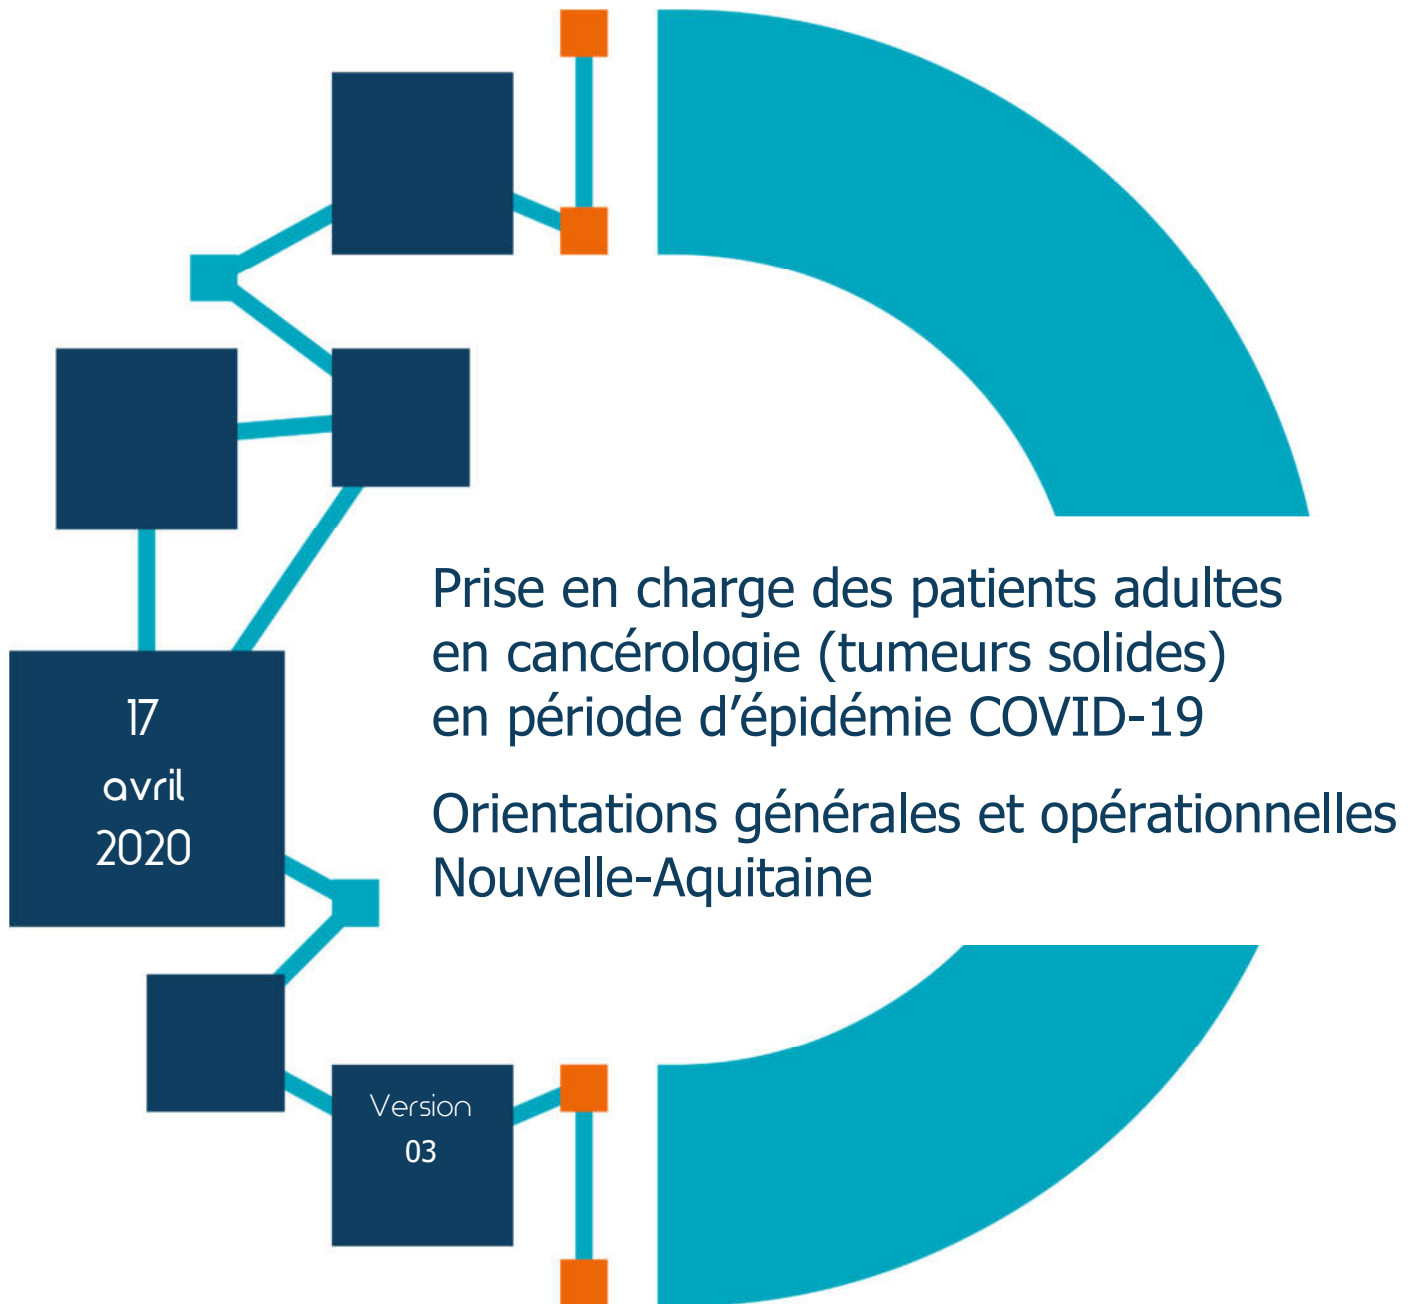 Prise en charge des patients adultes
en cancérologie (tumeurs solides)
en période d'épidémie COVID-19
Orientations générales et opérationnelles
Nouvelle-Aquitaine
17
avril
2020
Version
03